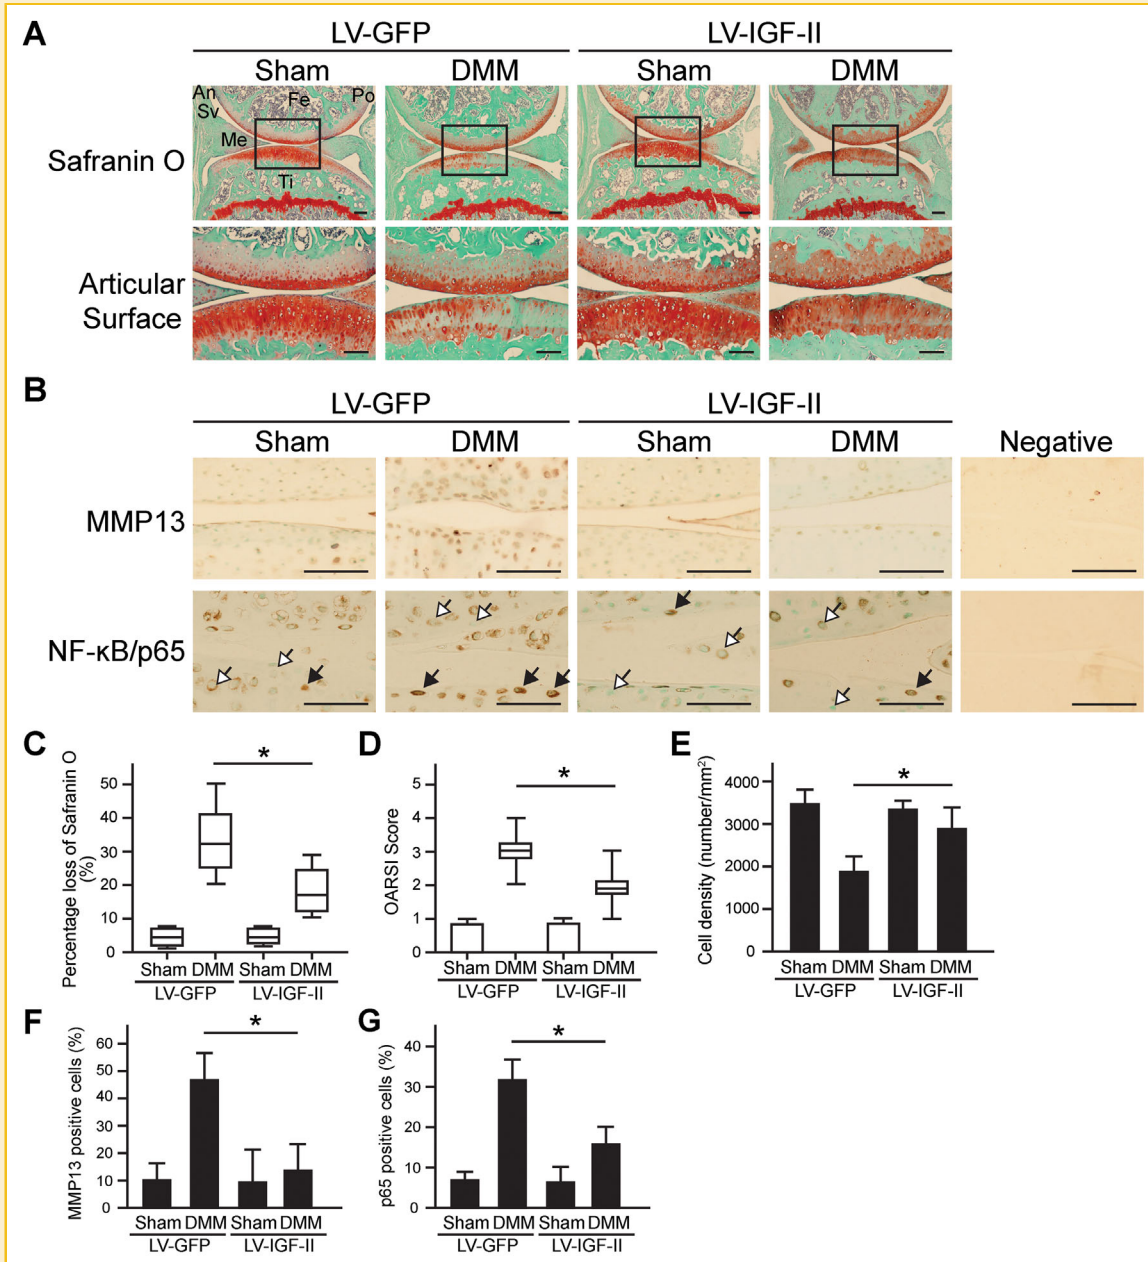 A
LV-GFP LV-IGF-II
Sham DMM Sham DMM
An Fe Po
Sv
Me
Safranin O
Ti
Articular
Surface
B
LV-GFP LV-IGF-II
Sham DMM Sham DMM Negative
MMP13
NF-κB/p65
C
Percentage loss of Safranin O
(%)
50
40
30
20
10
0
*
Sham DMM Sham DMM
LV-GFP LV-IGF-II
D
OARSI Score
5
4
3
2
1
0
*
Sham DMM Sham DMM
LV-GFP LV-IGF-II
E
Cell density (number/mm²)
4000
3000
2000
1000
0
*
Sham DMM Sham DMM
LV-GFP LV-IGF-II
F
MMP13 positive cells (%)
60
50
40
30
20
10
0
*
Sham DMM Sham DMM
LV-GFP LV-IGF-II
G
p65 positive cells (%)
40
30
20
10
0
*
Sham DMM Sham DMM
LV-GFP LV-IGF-II